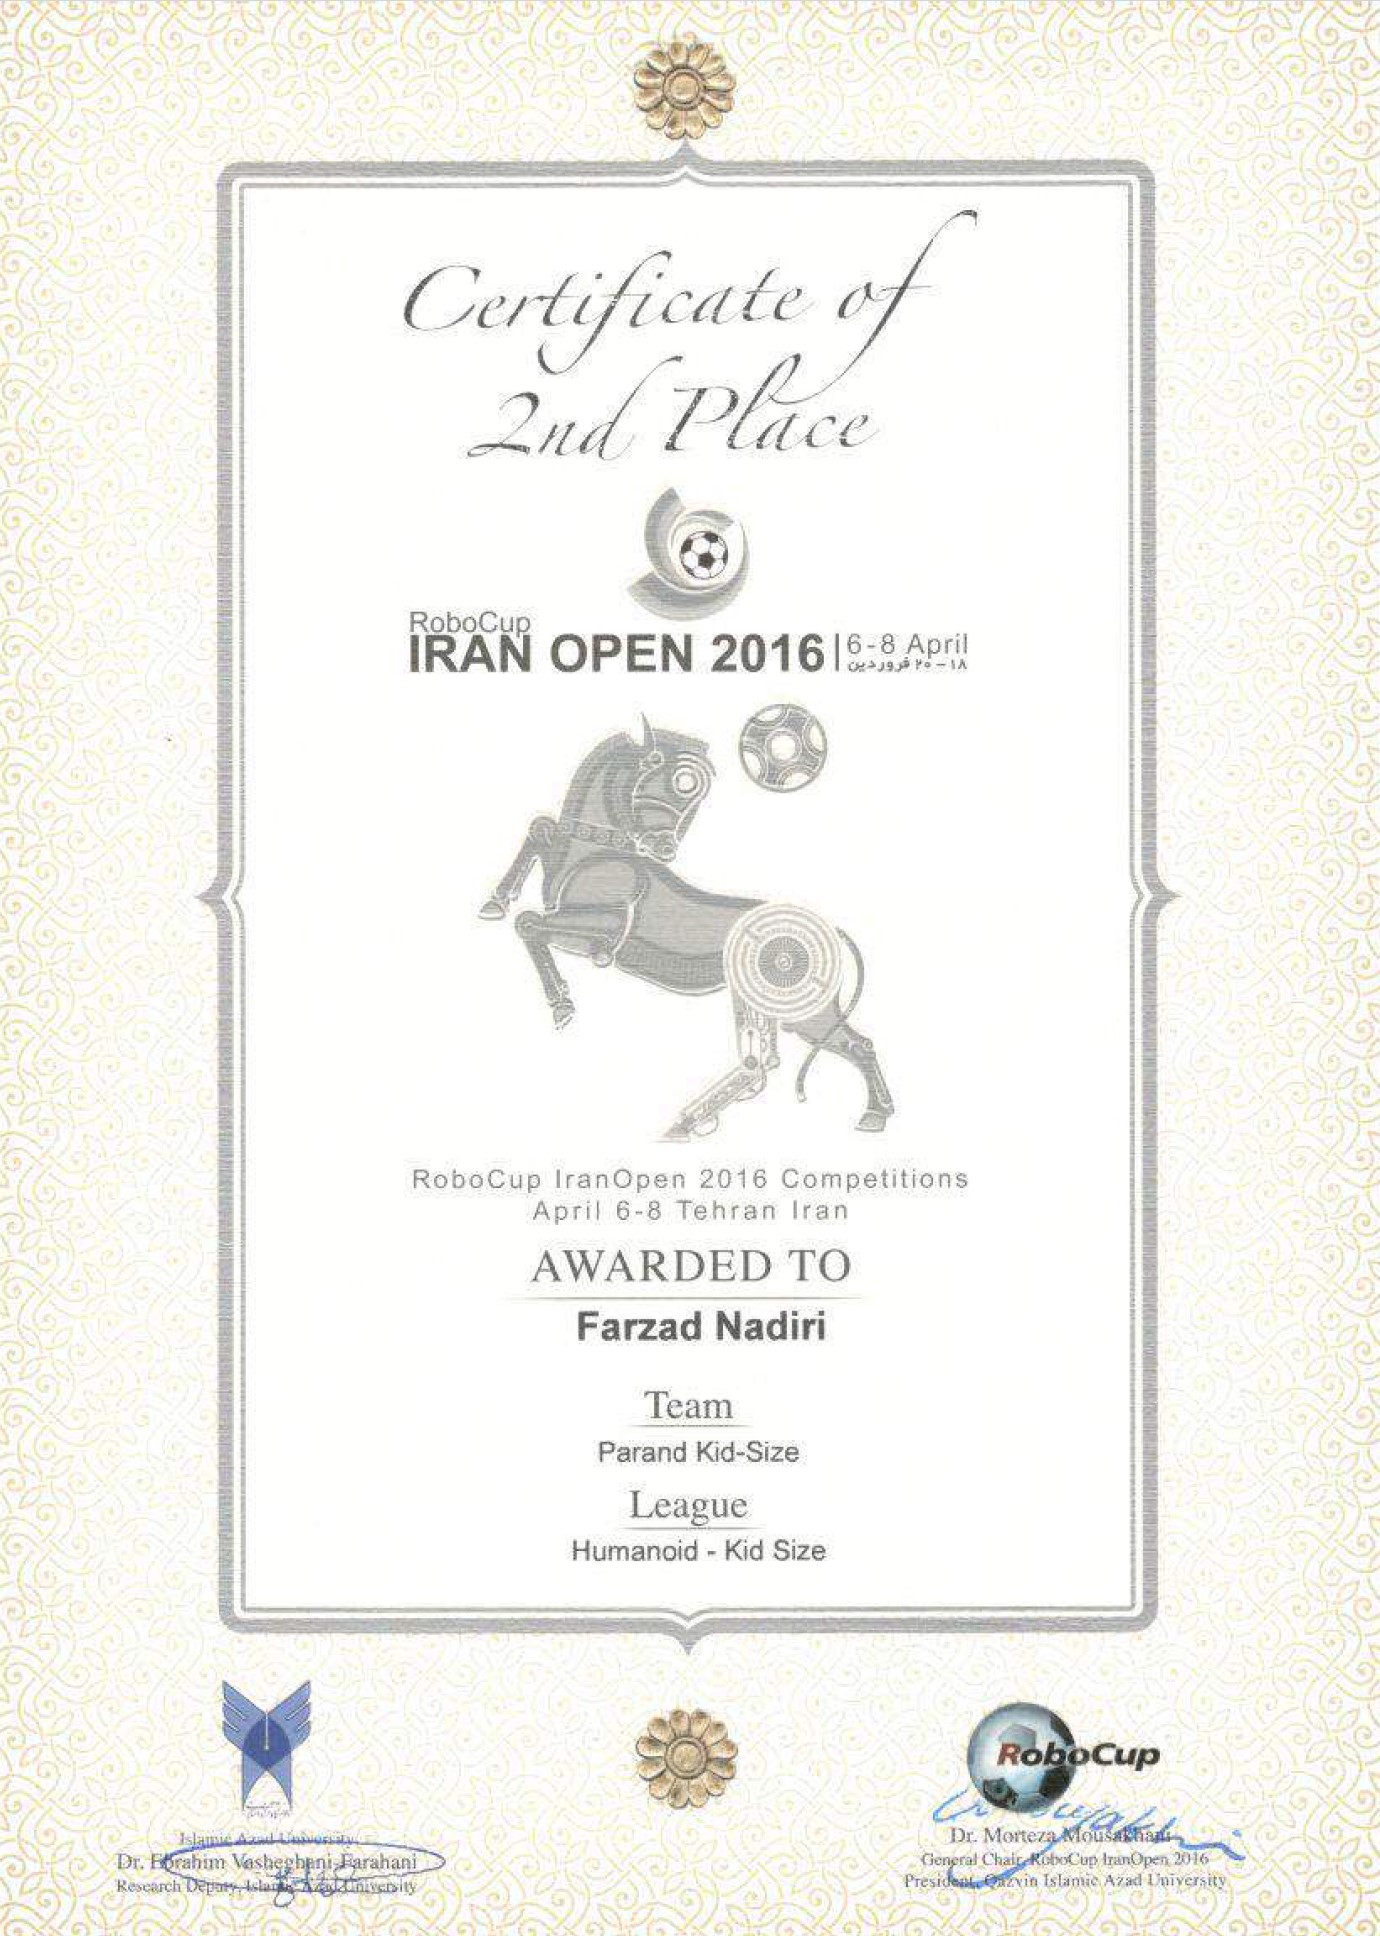 Certificate of
2nd Place
RoboCup
IRAN OPEN 2016
6-8 April
۱۸ – ۲۰ فروردین
RoboCup IranOpen 2016 Competitions
April 6-8 Tehran Iran
AWARDED TO
Farzad Nadiri
Team
Parand Kid-Size
League
Humanoid - Kid Size
Islamic Azad University
Dr. Ebrahim Vasheghani-Farahani
Research Deputy, Islamic Azad University
RoboCup
Dr. Morteza Mousakhani
General Chair, RoboCup IranOpen 2016
President, Qazvin Islamic Azad University